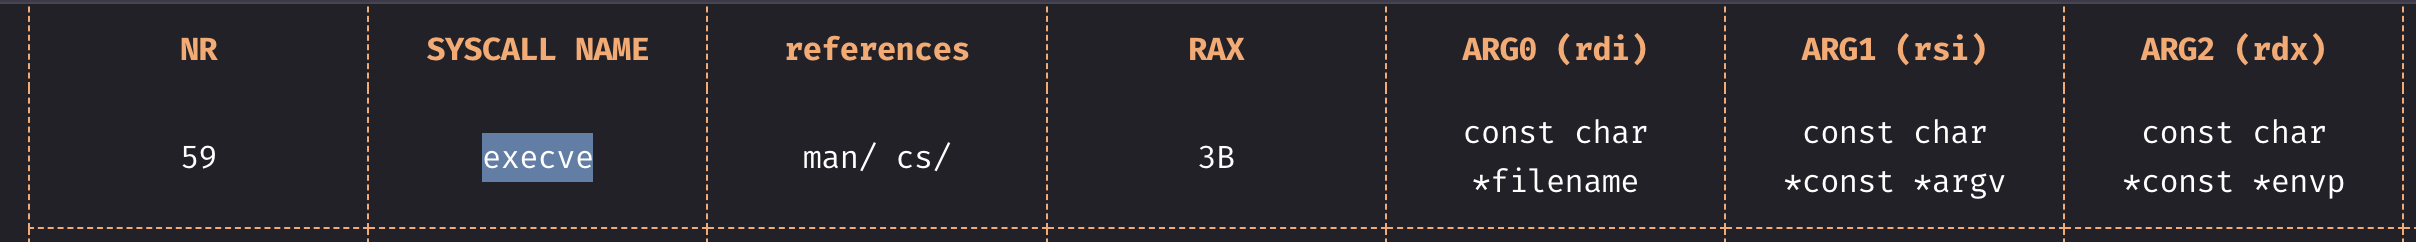 NR SYSCALL NAME references RAX ARG0 (rdi) ARG1 (rsi) ARG2 (rdx)
59 execve man/ cs/ 3B const char *filename const char *const *argv const char *const *envp